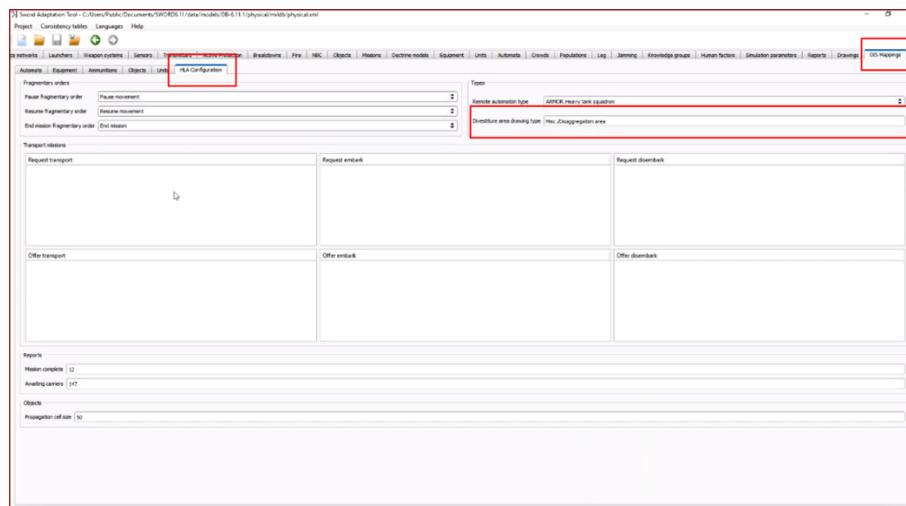 Sword Adaptation Tool - C:/Users/Public/Documents/SWORD6.11/data/models/DB-6.11.1/physical/worldwide/physical.xml
Project Consistency tables Languages Help
networks Launchers Weapon systems Sensors Active Protection Breakdowns Fire NBC Objects Missions Doctrine models Equipment Units Automata Crowds Populations Log Jamming Knowledge groups Human factors Simulation parameters Reports Drawings DIS Mappings
Automata Equipment Ammunitions Objects Units HLA Configuration
Fragmentary orders
Types
Pause fragmentary order Pause movement
Remote automaton type ARMOR.Heavy tank squadron
Resume fragmentary order Resume movement
Divestiture area drawing type Misc./Disaggregation area
End mission fragmentary order End mission
Transport missions
Request transport
Request embark
Request disembark
Offer transport
Offer embark
Offer disembark
Reports
Mission complete 12
Awaiting carriers 147
Objects
Propagation cell size 50